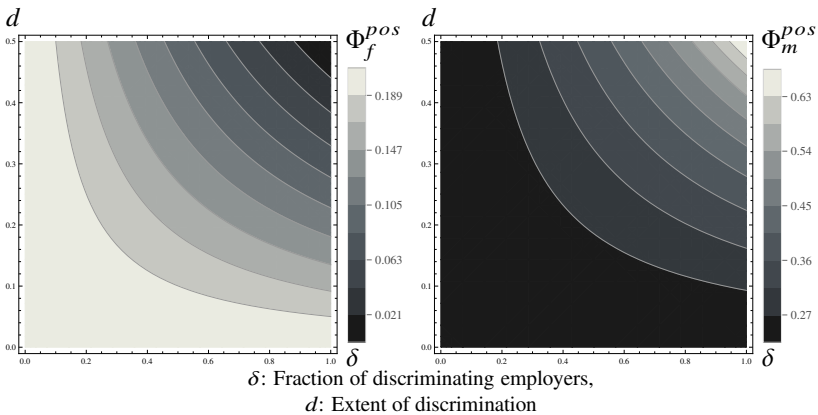 d
Φ_f^{pos}
0.5
0.4
0.3
0.2
0.1
0.0
0.0 0.2 0.4 0.6 0.8 1.0
0.189
0.147
0.105
0.063
0.021
δ
d
Φ_m^{pos}
0.5
0.4
0.3
0.2
0.1
0.0
0.0 0.2 0.4 0.6 0.8 1.0
0.63
0.54
0.45
0.36
0.27
δ
δ: Fraction of discriminating employers,
d: Extent of discrimination